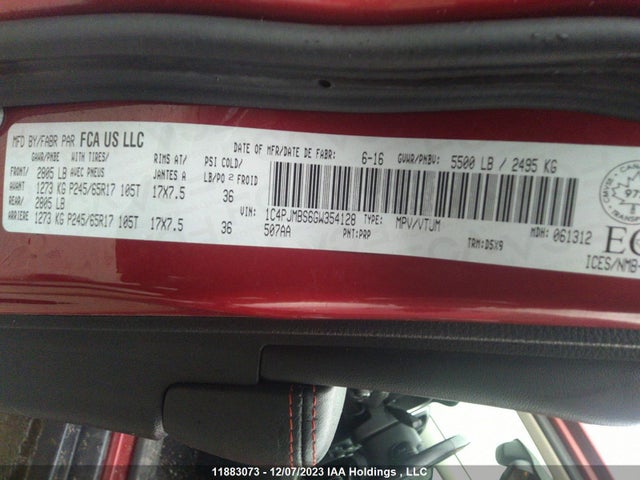 MFD BY/FABR PAR FCA US LLC
DATE OF MFR/DATE DE FABR: 6-16 GVWR/PNBV: 5500 LB / 2495 KG
GAWR/PNBE WITH TIRES/ RIMS AT/ PSI COLD/
FRONT/ 2805 LB AVEC PNEUS JANTES A LB/PO 2 FROID
AVANT 1273 KG P245/65R17 105T 17X7.5 36
REAR/ 2805 LB
ARRIERE 1273 KG P245/65R17 105T 17X7.5 36
VIN: 1C4PJMBS6GW354128 TYPE: MPV/VTUM MDH: 061312
507AA PNT:PRP TRM:D5X9
ICES/NMB-
11883073 - 12/07/2023 IAA Holdings , LLC